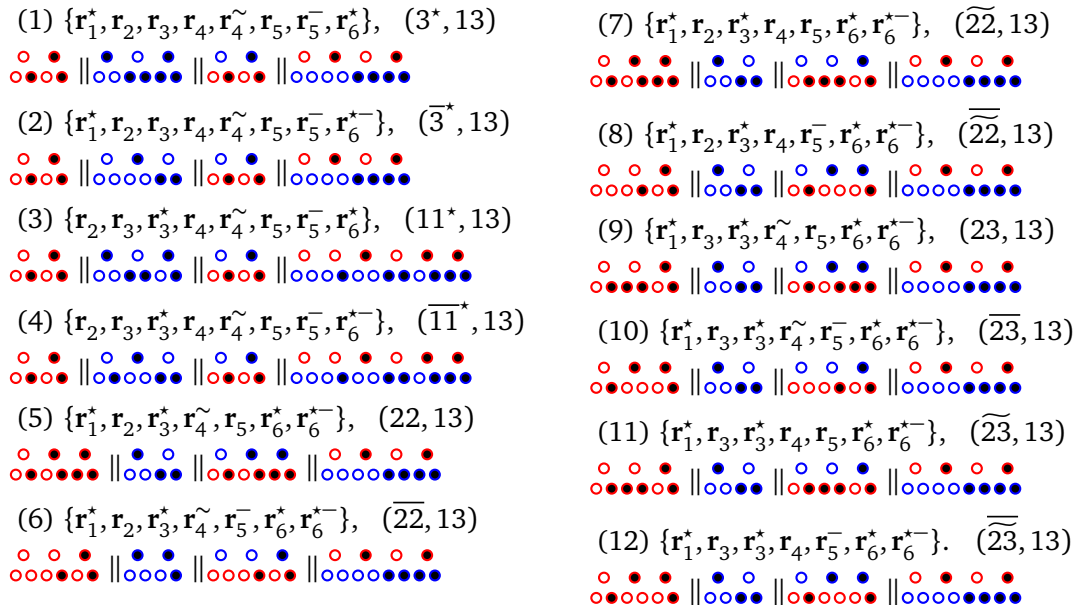 (1) {r₁*, r₂, r₃, r₄, r₄~, r₅, r₅⁻, r₆*}, (3*, 13)
(2) {r₁*, r₂, r₃, r₄, r₄~, r₅, r₅⁻, r₆*⁻}, (3̅*, 13)
(3) {r₂, r₃, r₃*, r₄, r₄~, r₅, r₅⁻, r₆*}, (11*, 13)
(4) {r₂, r₃, r₃*, r₄, r₄~, r₅, r₅⁻, r₆*⁻}, (1̅1̅*, 13)
(5) {r₁*, r₂, r₃*, r₄~, r₅, r₆*, r₆*⁻}, (22, 13)
(6) {r₁*, r₂, r₃*, r₄~, r₅⁻, r₆*, r₆*⁻}, (2̅2̅, 13)
(7) {r₁*, r₂, r₃*, r₄, r₅, r₆*, r₆*⁻}, (2͠2, 13)
(8) {r₁*, r₂, r₃*, r₄, r₅⁻, r₆*, r₆*⁻}, (2͠2̅, 13)
(9) {r₁*, r₃, r₃*, r₄~, r₅, r₆*, r₆*⁻}, (23, 13)
(10) {r₁*, r₃, r₃*, r₄~, r₅⁻, r₆*, r₆*⁻}, (2̅3̅, 13)
(11) {r₁*, r₃, r₃*, r₄, r₅, r₆*, r₆*⁻}, (2͠3, 13)
(12) {r₁*, r₃, r₃*, r₄, r₅⁻, r₆*, r₆*⁻}. (2͠3̅, 13)